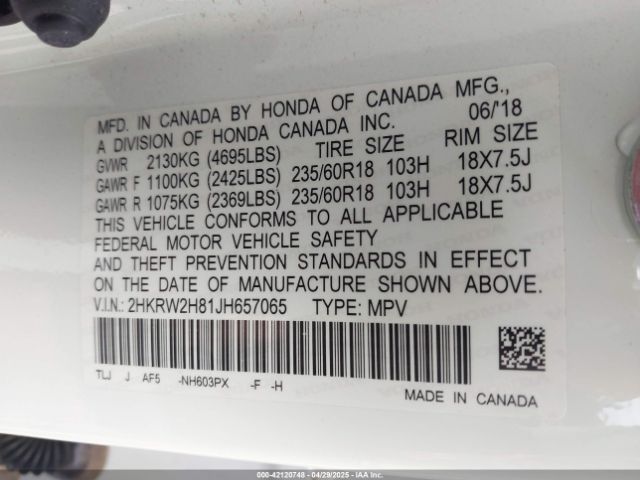 MFD. IN CANADA BY HONDA OF CANADA MFG., 06/'18
A DIVISION OF HONDA CANADA INC.
TIRE SIZE RIM SIZE
GVWR 2130KG (4695LBS)
GAWR F 1100KG (2425LBS) 235/60R18 103H 18X7.5J
GAWR R 1075KG (2369LBS) 235/60R18 103H 18X7.5J
THIS VEHICLE CONFORMS TO ALL APPLICABLE
FEDERAL MOTOR VEHICLE SAFETY
AND THEFT PREVENTION STANDARDS IN EFFECT
ON THE DATE OF MANUFACTURE SHOWN ABOVE.
V.I.N.: 2HKRW2H81JH657065 TYPE: MPV
TLJ J AF5 -NH603PX -F -H
MADE IN CANADA
000-42120748 - 04/29/2025 - IAAI.COM